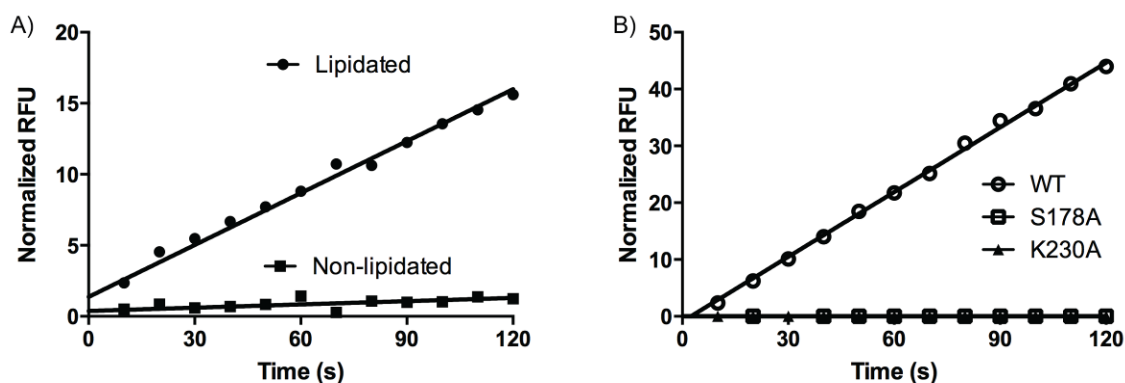 A)
20
15
10
5
0
Normalized RFU
Lipidated
Non-lipidated
0 30 60 90 120
Time (s)
B)
50
40
30
20
10
0
Normalized RFU
WT
S178A
K230A
0 30 60 90 120
Time (s)